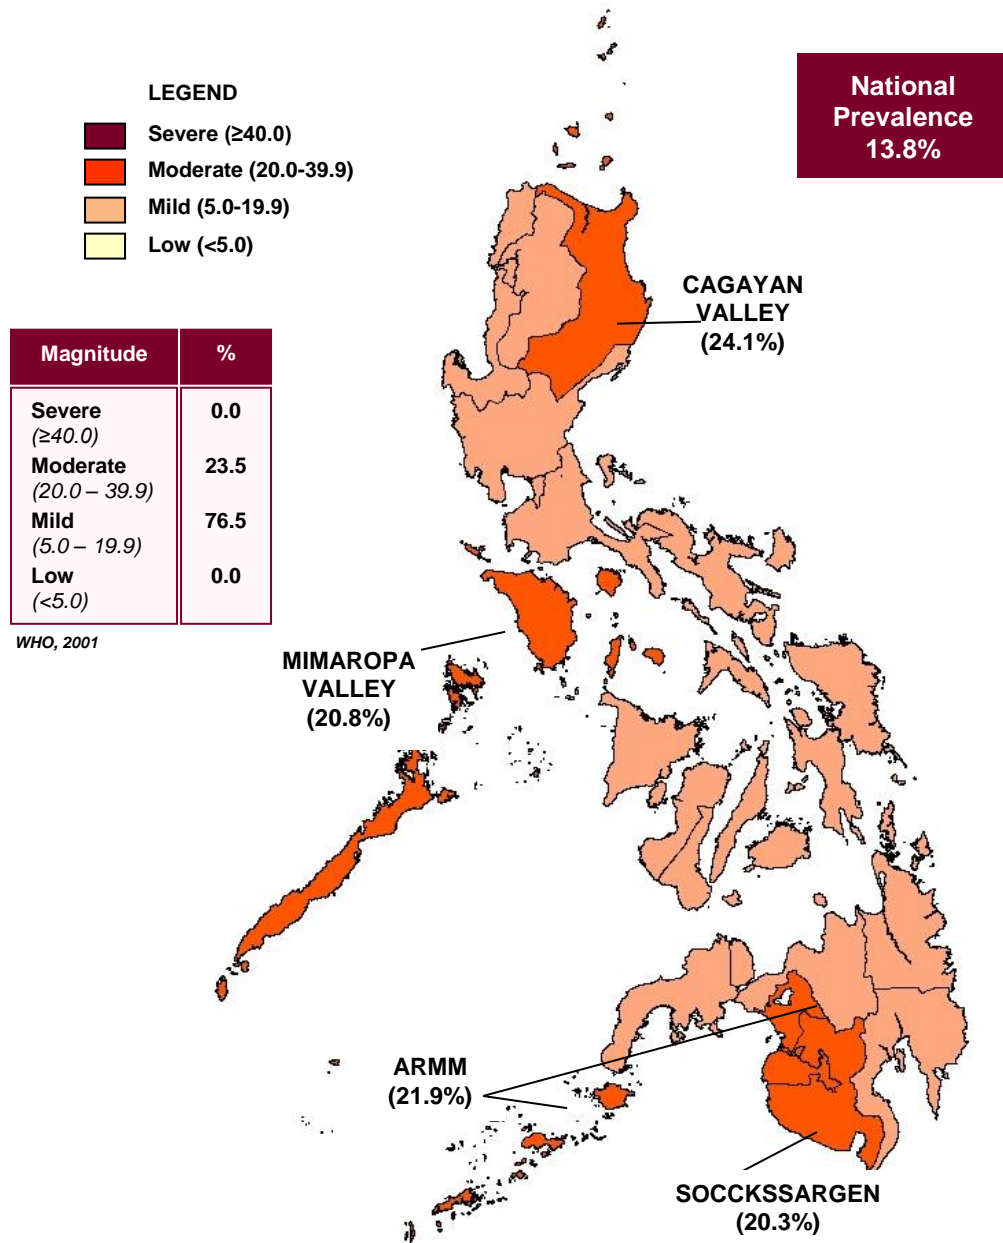 LEGEND
Severe (≥40.0)
Moderate (20.0-39.9)
Mild (5.0-19.9)
Low (<5.0)
National
Prevalence
13.8%
CAGAYAN
VALLEY
(24.1%)
Magnitude %
Severe 0.0
(≥40.0)
Moderate 23.5
(20.0 – 39.9)
Mild 76.5
(5.0 – 19.9)
Low 0.0
(<5.0)
WHO, 2001
MIMAROPA
VALLEY
(20.8%)
ARMM
(21.9%)
SOCCKSSARGEN
(20.3%)